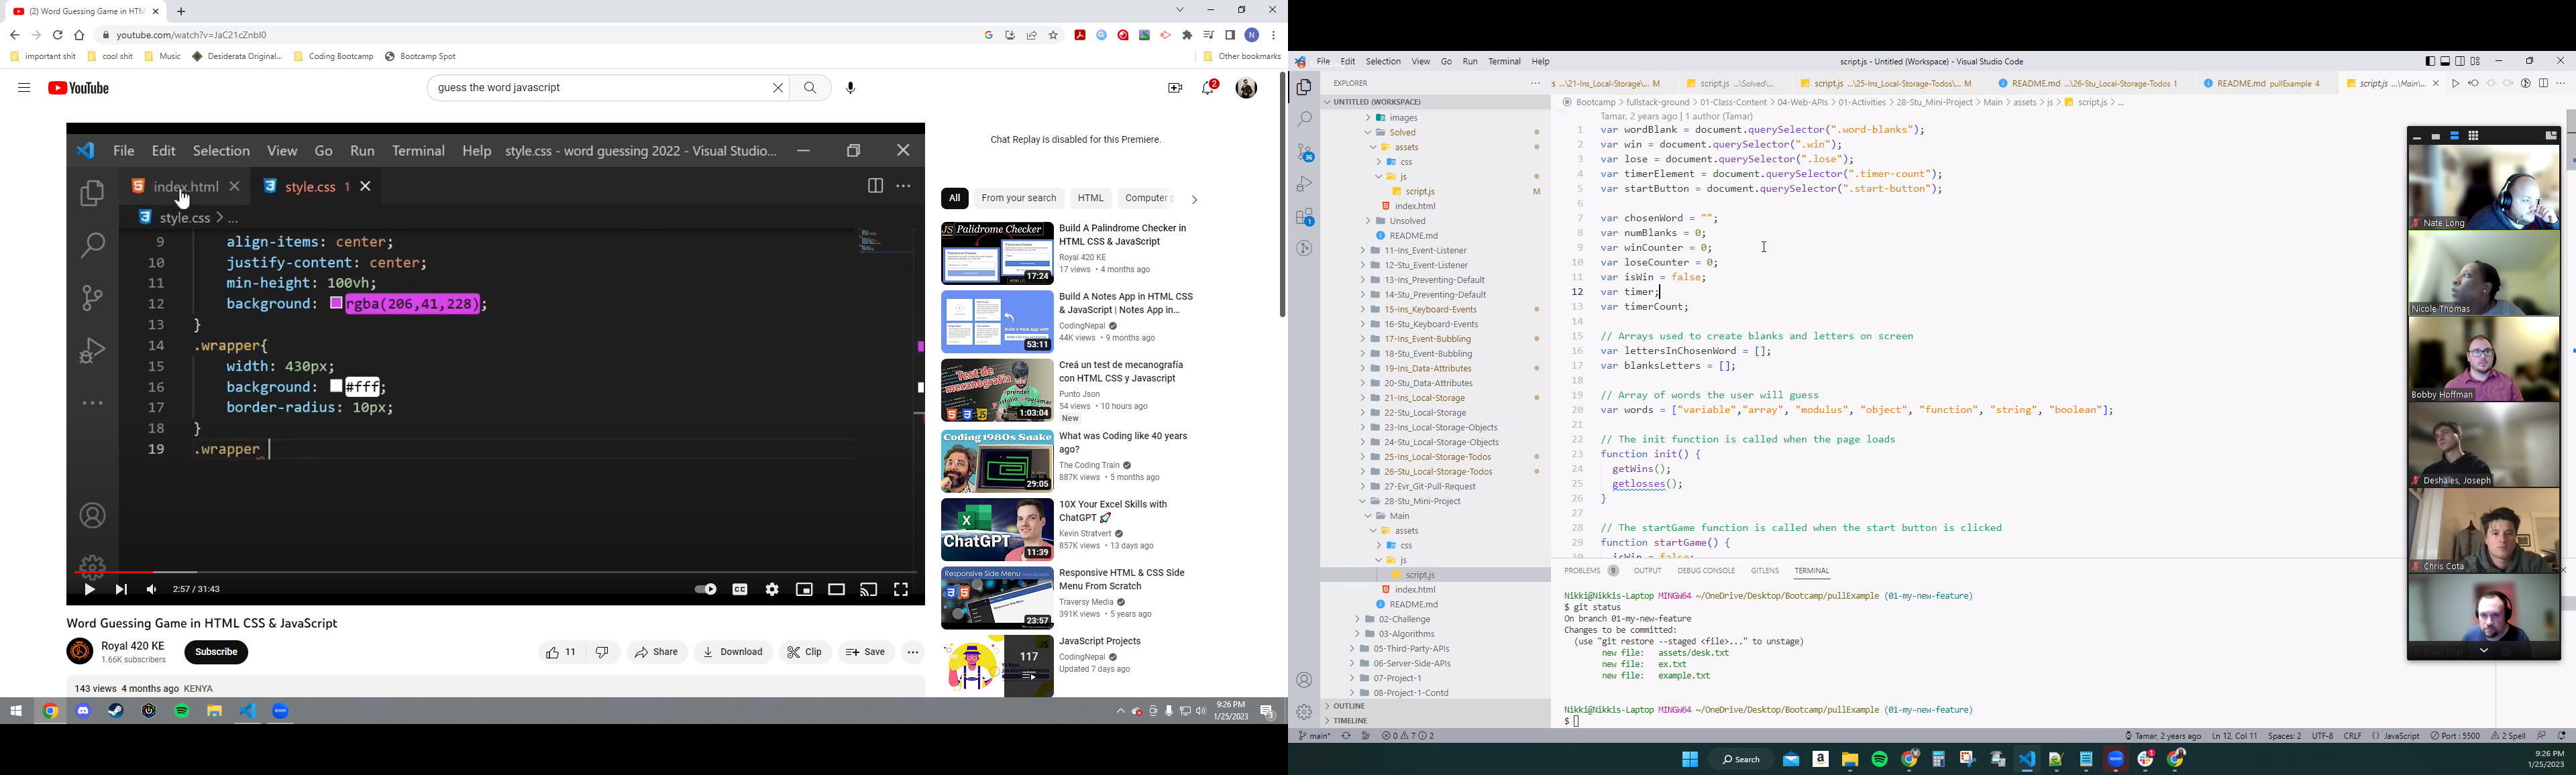 (2) Word Guessing Game in HTM
youtube.com/watch?v=JaC21cZnbl0
important shit
cool shit
Music
Desiderata Original...
Coding Bootcamp
Bootcamp Spot
Other bookmarks
YouTube
guess the word javascript
2
File Edit Selection View Go Run Terminal Help style.css - word guessing 2022 - Visual Studio...
index.html
style.css 1
style.css > ...
9 align-items: center;
10 justify-content: center;
11 min-height: 100vh;
12 background: rgba(206,41,228);
13 }
14 .wrapper{
15 width: 430px;
16 background: #fff;
17 border-radius: 10px;
18 }
19 .wrapper
2:57 / 31:43
Word Guessing Game in HTML CSS & JavaScript
Royal 420 KE
1.66K subscribers
Subscribe
11
Share
Download
Clip
Save
143 views 4 months ago KENYA
Chat Replay is disabled for this Premiere.
All
From your search
HTML
Computer p
JS Palidrome Checker
17:24
Build A Palindrome Checker in
HTML CSS & JavaScript
Royal 420 KE
17 views • 4 months ago
53:11
Build A Notes App in HTML CSS
& JavaScript | Notes App in...
CodingNepal
44K views • 9 months ago
Test de
mecanografía
1:03:04
Creá un test de mecanografía
con HTML CSS y Javascript
Punto Json
54 views • 10 hours ago
New
Coding 1980s Snake
29:05
What was Coding like 40 years
ago?
The Coding Train
887K views • 5 months ago
ChatGPT
11:39
10X Your Excel Skills with
ChatGPT 🚀
Kevin Stratvert
857K views • 13 days ago
Responsive Side Menu From Scratch
23:57
Responsive HTML & CSS Side
Menu From Scratch
Traversy Media
391K views • 5 years ago
117
JavaScript Projects
CodingNepal
Updated 7 days ago
9:26 PM
1/25/2023
3
File Edit Selection View Go Run Terminal Help
script.js - Untitled (Workspace) - Visual Studio Code
EXPLORER
...\21-Ins_Local-Storage\... M
script.js ...\Solved\...
script.js ...\25-Ins_Local-Storage-Todos\... M
README.md ...\26-Stu_Local-Storage-Todos 1
README.md pullExample 4
script.js ...\Main\...
Bootcamp > fullstack-ground > 01-Class-Content > 04-Web-APIs > 01-Activities > 28-Stu_Mini-Project > Main > assets > js > script.js > ...
UNTITLED (WORKSPACE)
images
Solved
assets
css
js
script.js M
index.html
Unsolved
README.md
11-Ins_Event-Listener
12-Stu_Event-Listener
13-Ins_Preventing-Default
14-Stu_Preventing-Default
15-Ins_Keyboard-Events
16-Stu_Keyboard-Events
17-Ins_Event-Bubbling
18-Stu_Event-Bubbling
19-Ins_Data-Attributes
20-Stu_Data-Attributes
21-Ins_Local-Storage
22-Stu_Local-Storage
23-Ins_Local-Storage-Objects
24-Stu_Local-Storage-Objects
25-Ins_Local-Storage-Todos
26-Stu_Local-Storage-Todos
27-Evr_Git-Pull-Request
28-Stu_Mini-Project
Main
assets
css
js
script.js
index.html
README.md
02-Challenge
03-Algorithms
05-Third-Party-APIs
06-Server-Side-APIs
07-Project-1
08-Project-1-Contd
OUTLINE
TIMELINE
36
1
Tamar, 2 years ago | 1 author (Tamar)
1 var wordBlank = document.querySelector(".word-blanks");
2 var win = document.querySelector(".win");
3 var lose = document.querySelector(".lose");
4 var timerElement = document.querySelector(".timer-count");
5 var startButton = document.querySelector(".start-button");
6
7 var chosenWord = "";
8 var numBlanks = 0;
9 var winCounter = 0;
10 var loseCounter = 0;
11 var isWin = false;
12 var timer;
13 var timerCount;
14
15 // Arrays used to create blanks and letters on screen
16 var lettersInChosenWord = [];
17 var blanksLetters = [];
18
19 // Array of words the user will guess
20 var words = ["variable","array", "modulus", "object", "function", "string", "boolean"];
21
22 // The init function is called when the page loads
23 function init() {
24 getWins();
25 getlosses();
26 }
27
28 // The startGame function is called when the start button is clicked
29 function startGame() {
30 isWin = false;
PROBLEMS 9 OUTPUT DEBUG CONSOLE GITLENS TERMINAL
Nikki@Nikkis-Laptop MINGW64 ~/OneDrive/Desktop/Bootcamp/pullExample (01-my-new-feature)
$ git status
On branch 01-my-new-feature
Changes to be committed:
(use "git restore --staged <file>..." to unstage)
new file: assets/desk.txt
new file: ex.txt
new file: example.txt
Nikki@Nikkis-Laptop MINGW64 ~/OneDrive/Desktop/Bootcamp/pullExample (01-my-new-feature)
$
Nate Long
Nicole Thomas
Bobby Hoffman
Deshaies, Joseph
Chris Cota
main* 0 7 2
Tamar, 2 years ago Ln 12, Col 11 Spaces: 2 UTF-8 CRLF {} JavaScript Port : 5500 2 Spell
Search
9:26 PM
1/25/2023